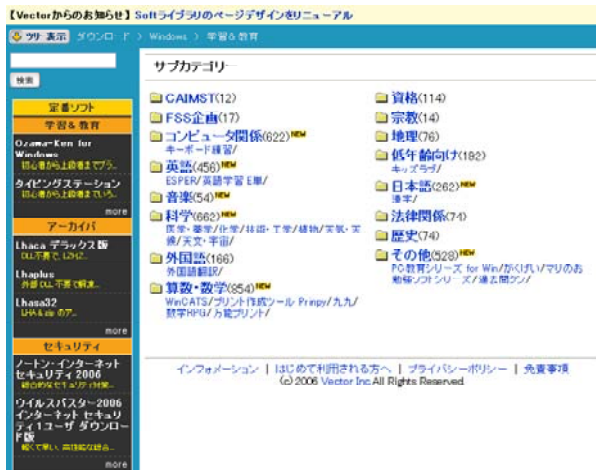 【Vectorからのお知らせ】Softライブラリのページデザインをリニューアル
ツリー表示 ダウンロード > Windows > 学習&教育
検索
定番ソフト
学習&教育
Ozawa-Ken for
Windows
初心者から上級者までブラ..
タイピングステーション
初心者から上級者までいろ..
more
アーカイバ
Lhaca デラックス版
DLL不要で、LZHZ..
Lhaplus
外部DLL不要で解凍..
Lhasa32
LHA & zip のア..
more
セキュリティ
ノートン・インターネット
セキュリティ 2006
総合的なセキュリティ対策..
ウイルスバスター2006
インターネット セキュリ
ティ1ユーザ ダウンロー
ド版
軽くて早い、高機能な総合..
more
サブカテゴリー
CAIMST(12)
FSS企画(17)
コンピュータ関係(622)NEW
キーボード練習/
英語(456)NEW
ESPER/英語学習 E単/
音楽(54)NEW
科学(662)NEW
医学・薬学/化学/技術・工学/植物/天気・天
候/天文・宇宙/
外国語(166)
外国語翻訳/
算数・数学(854)NEW
WinCATS/プリント作成ツール Prinpy/九九/
数字RPG/万能プリント/
資格(114)
宗教(14)
地理(76)
低年齢向け(192)
キッズラブ/
日本語(262)NEW
漢字/
法律関係(74)
歴史(74)
その他(528)NEW
PC教育シリーズ for Win/がくげい/マリのお
勉強ソフトシリーズ/過去問クン/
インフォメーション | はじめて利用される方へ | プライバシーポリシー | 免責事項
(c) 2006 Vector Inc.All Rights Reserved.